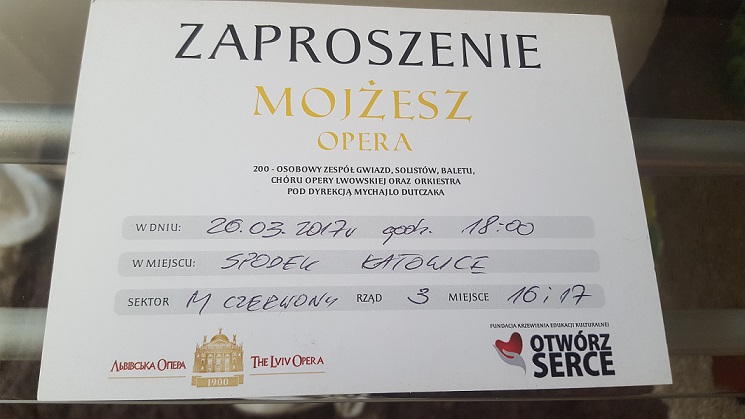 ZAPROSZENIE
MOJŻESZ
OPERA
200 - OSOBOWY ZESPÓŁ GWIAZD, SOLISTÓW, BALETU,
CHÓRU OPERY LWOWSKIEJ ORAZ ORKIESTRA
POD DYREKCJĄ MYCHAJLO DUTCZAKA
W DNIU: 26.03.2017r godz. 18:00
W MIEJSCU: SPODEK KATOWICE
SEKTOR M CZERWONY RZĄD 3 MIEJSCE 16 i 17
FUNDACJA KRZEWIENIA EDUKACJI KULTURALNEJ
ЛЬВІВСЬКА ОПЕРА THE LVIV OPERA
1900
OTWÓRZ
SERCE